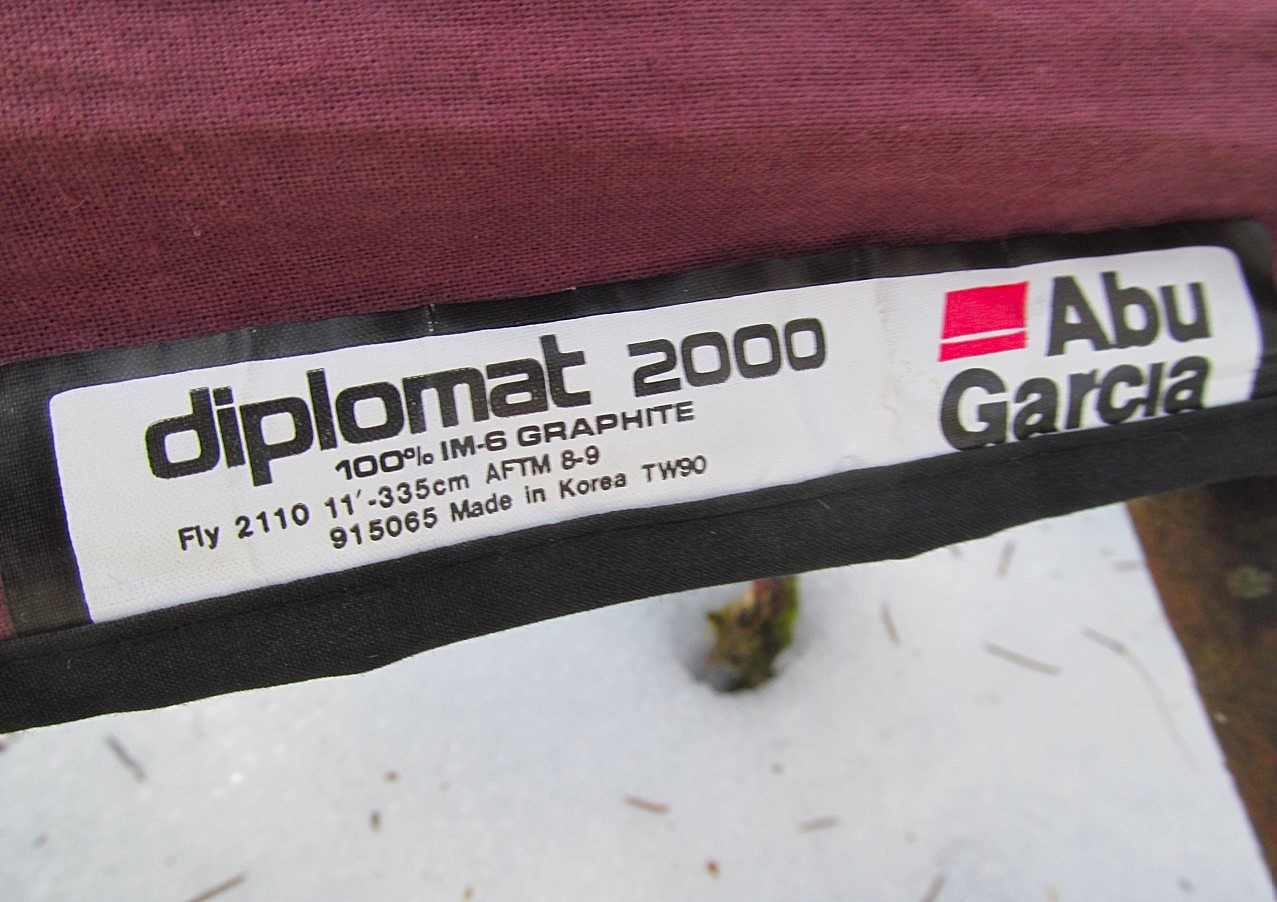 diplomat 2000
100% IM-6 GRAPHITE
Fly 2110 11'-335cm AFTM 8-9
915065 Made in Korea TW90
Abu
Garcia